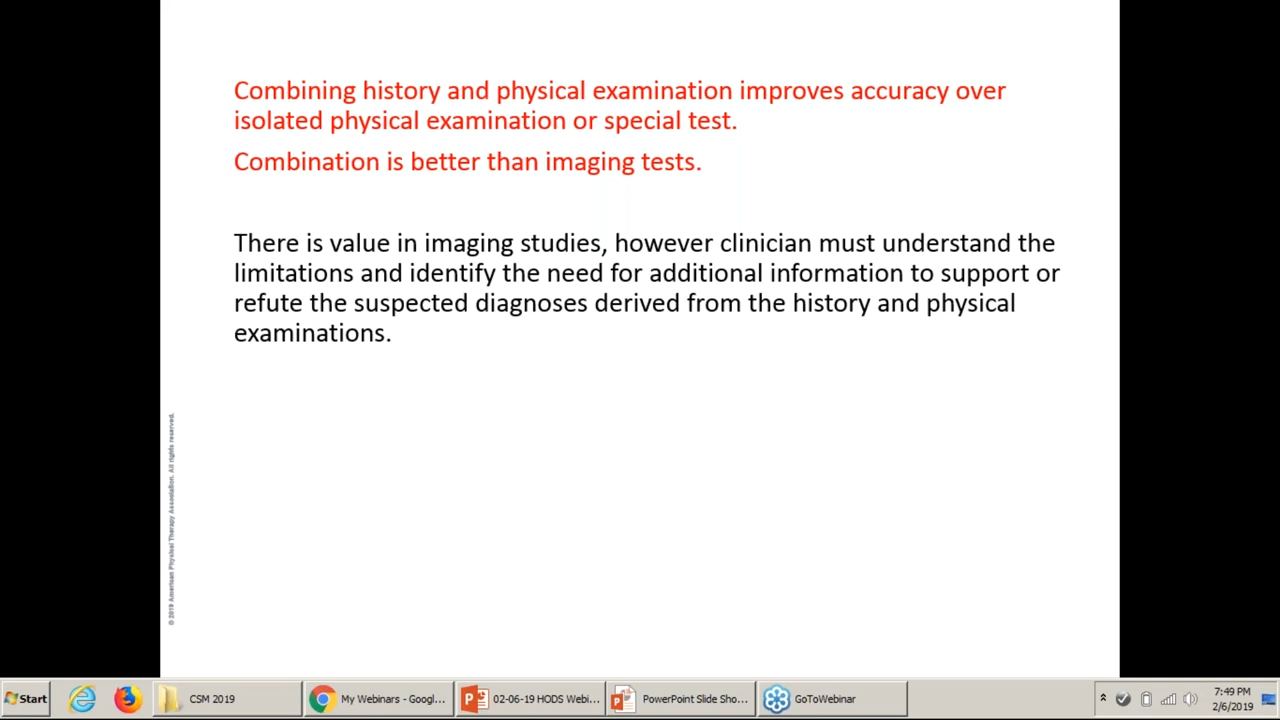 Combining history and physical examination improves accuracy over
isolated physical examination or special test.
Combination is better than imaging tests.
There is value in imaging studies, however clinician must understand the
limitations and identify the need for additional information to support or
refute the suspected diagnoses derived from the history and physical
examinations.
© 2019 American Physical Therapy Association. All rights reserved.
Start
CSM 2019
My Webinars - Googl...
02-06-19 HODS Webi...
PowerPoint Slide Sho...
GoToWebinar
7:49 PM
2/6/2019